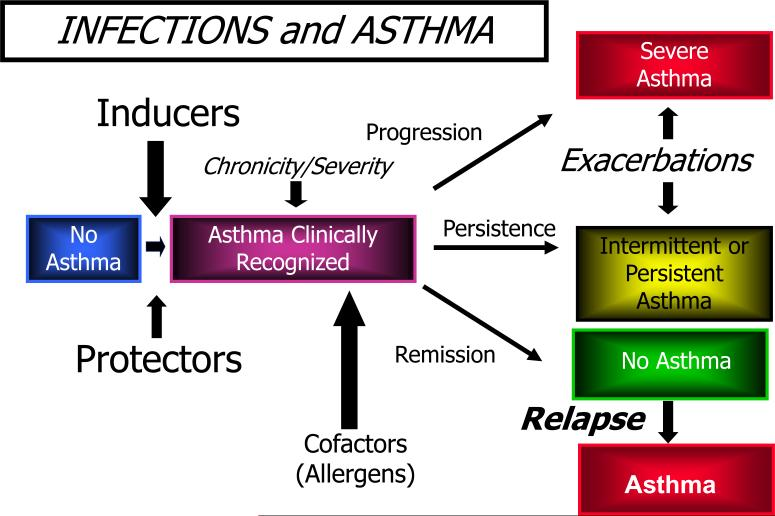 INFECTIONS and ASTHMA
Severe
Asthma
Inducers
Progression
Chronicity/Severity
Exacerbations
No
Asthma
Asthma Clinically
Recognized
Persistence
Intermittent or
Persistent
Asthma
Protectors
Remission
No Asthma
Relapse
Cofactors
(Allergens)
Asthma